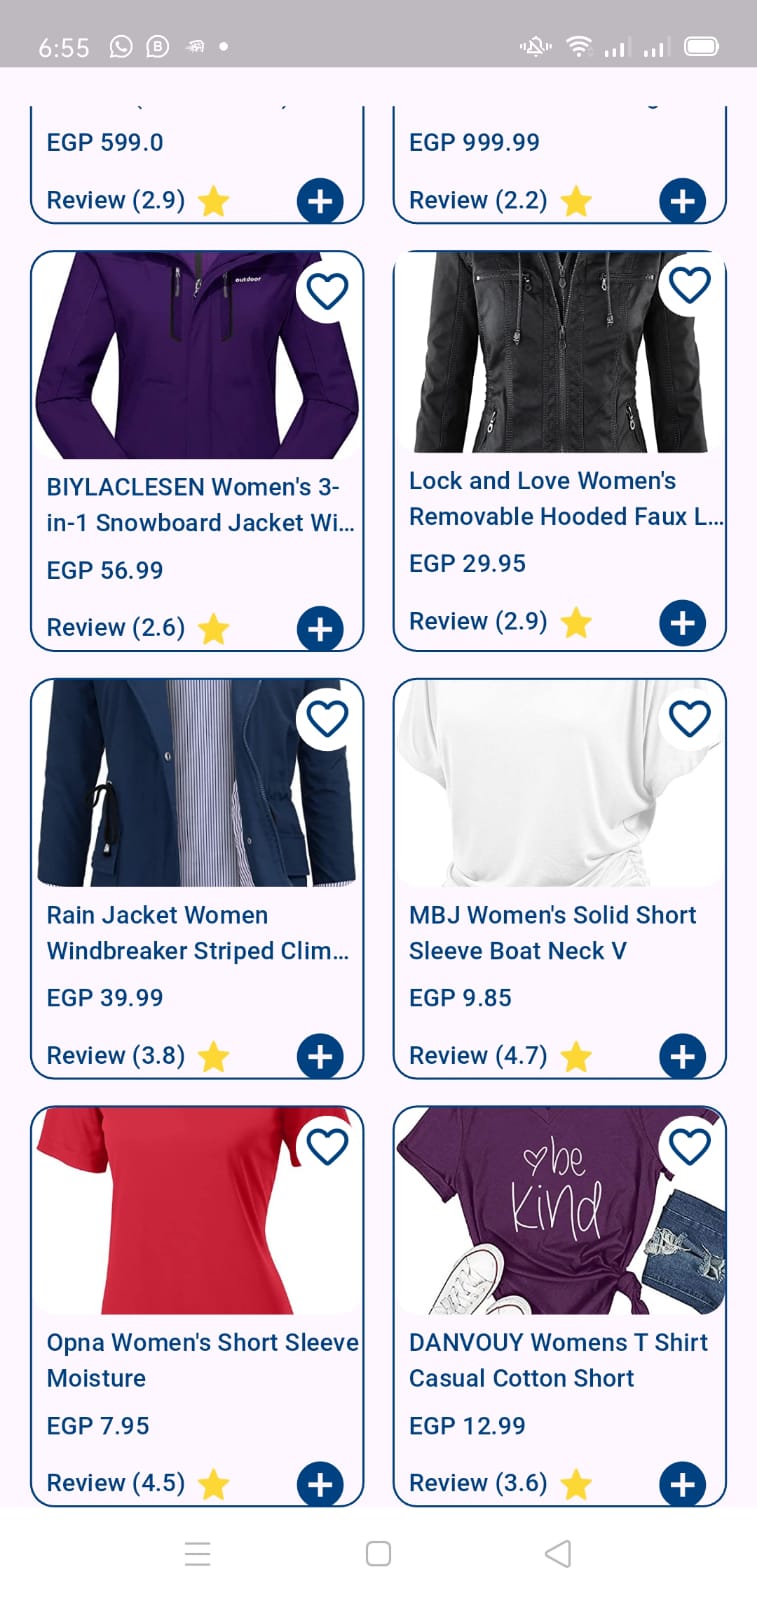 6:55
EGP 599.0
EGP 999.99
Review (2.9)
Review (2.2)
outdoor
BIYLACLESEN Women's 3-
in-1 Snowboard Jacket Wi...
EGP 56.99
Review (2.6)
Lock and Love Women's
Removable Hooded Faux L...
EGP 29.95
Review (2.9)
Rain Jacket Women
Windbreaker Striped Clim...
EGP 39.99
Review (3.8)
MBJ Women's Solid Short
Sleeve Boat Neck V
EGP 9.85
Review (4.7)
Opna Women's Short Sleeve
Moisture
EGP 7.95
Review (4.5)
be
kind
DANVOUY Womens T Shirt
Casual Cotton Short
EGP 12.99
Review (3.6)